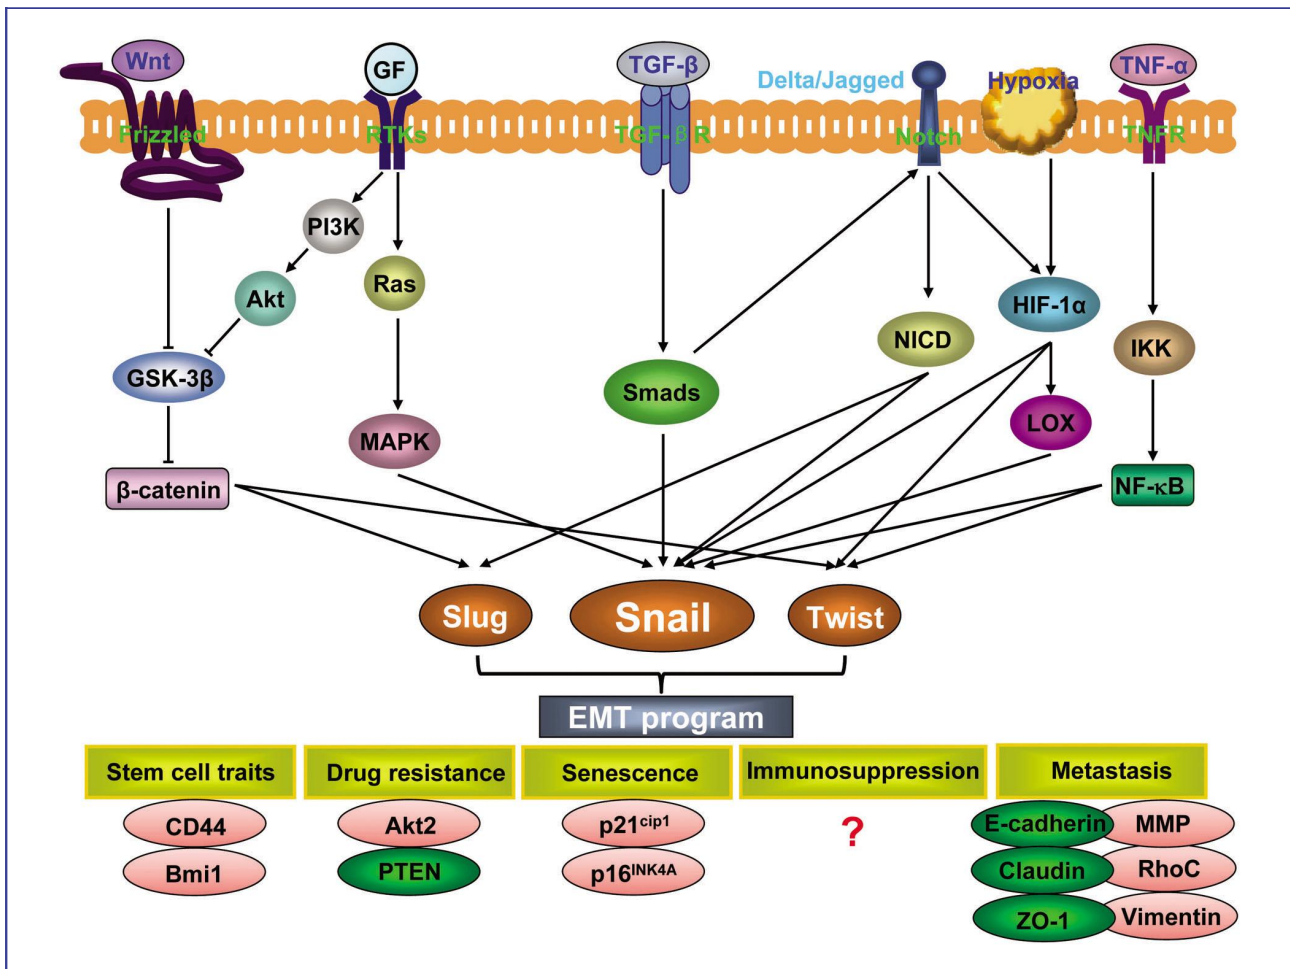 Wnt
GF
TGF-β
Delta/Jagged
Hypoxia
TNF-α
Frizzled
RTKs
TGF-βR
Notch
TNFR
PI3K
Akt
Ras
HIF-1α
NICD
IKK
GSK-3β
Smads
LOX
MAPK
β-catenin
NF-κB
Slug
Snail
Twist
EMT program
Stem cell traits
Drug resistance
Senescence
Immunosuppression
Metastasis
CD44
Akt2
p21cip1
?
E-cadherin
MMP
Bmi1
PTEN
p16INK4A
Claudin
RhoC
ZO-1
Vimentin